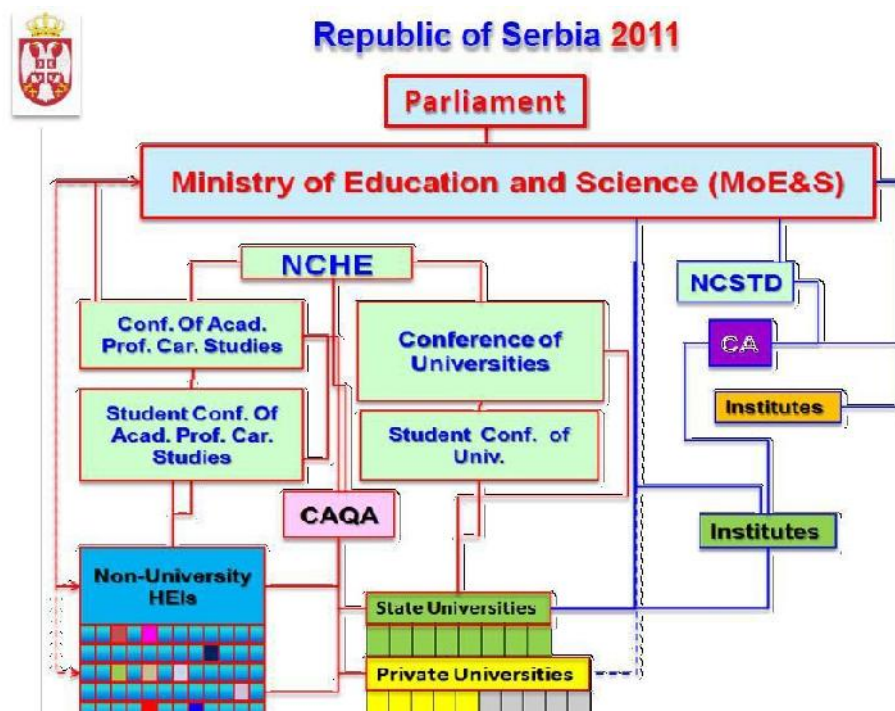 Republic of Serbia 2011
Parliament
Ministry of Education and Science (MoE&S)
NCHE
NCSTD
Conf. Of Acad.
Prof. Car. Studies
Conference of
Universities
CA
Institutes
Student Conf. Of
Acad. Prof. Car.
Studies
Student Conf. of
Univ.
CAQA
Institutes
Non-University
HEIs
State Universities
Private Universities